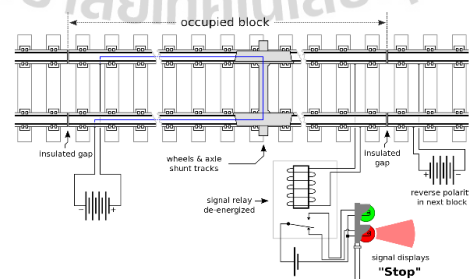 occupied block
insulated gap
wheels & axle
shunt tracks
insulated
gap
signal relay
de-energized
reverse polarit
in next block
signal displays
"Stop"
- +
- +